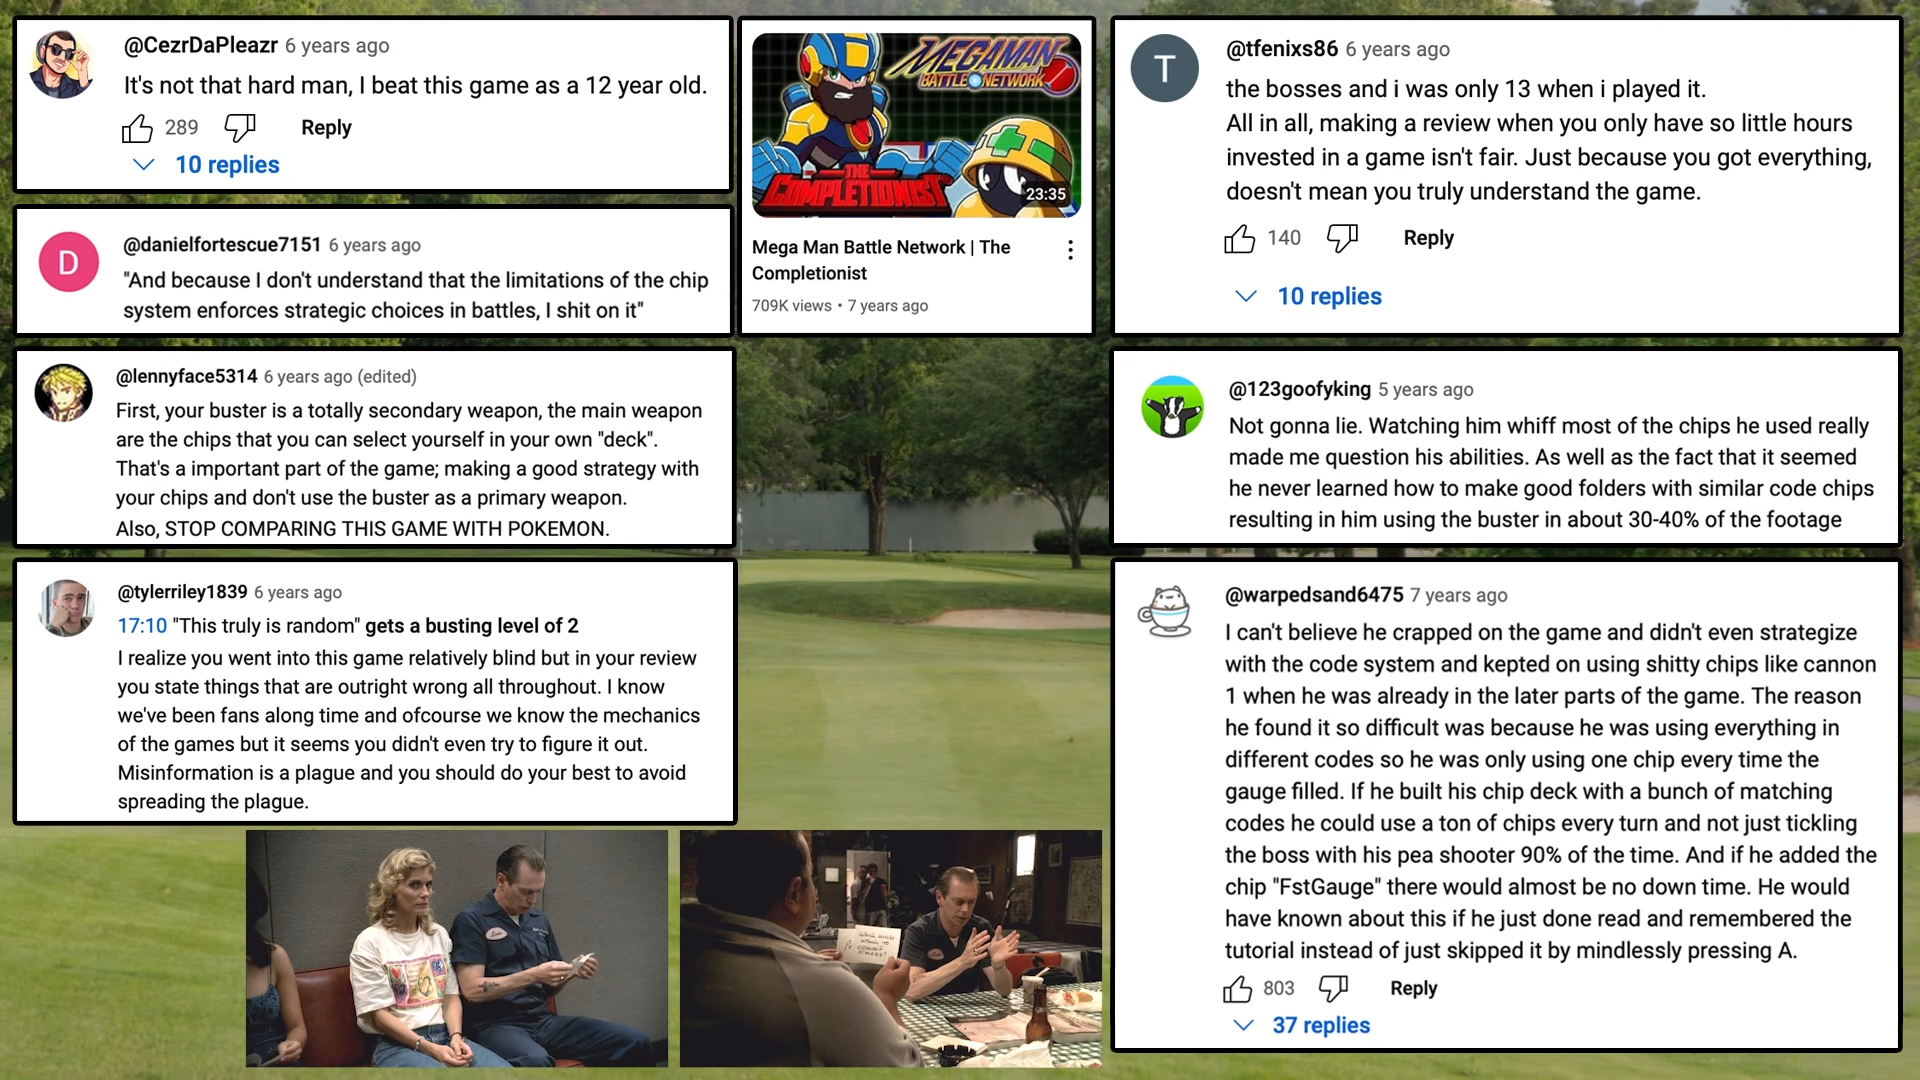 @CezrDaPleazr 6 years ago
It's not that hard man, I beat this game as a 12 year old.
289 Reply
10 replies
@danielfortescue7151 6 years ago
D
"And because I don't understand that the limitations of the chip
system enforces strategic choices in battles, I shit on it"
@lennyface5314 6 years ago (edited)
First, your buster is a totally secondary weapon, the main weapon
are the chips that you can select yourself in your own "deck".
That's a important part of the game; making a good strategy with
your chips and don't use the buster as a primary weapon.
Also, STOP COMPARING THIS GAME WITH POKEMON.
@tylerriley1839 6 years ago
17:10 "This truly is random" gets a busting level of 2
I realize you went into this game relatively blind but in your review
you state things that are outright wrong all throughout. I know
we've been fans along time and ofcourse we know the mechanics
of the games but it seems you didn't even try to figure it out.
Misinformation is a plague and you should do your best to avoid
spreading the plague.
MEGAMAN
BATTLE NETWORK
THE
COMPLETIONIST
23:35
Mega Man Battle Network | The
Completionist
709K views • 7 years ago
T
@tfenixs86 6 years ago
the bosses and i was only 13 when i played it.
All in all, making a review when you only have so little hours
invested in a game isn't fair. Just because you got everything,
doesn't mean you truly understand the game.
140 Reply
10 replies
@123goofyking 5 years ago
Not gonna lie. Watching him whiff most of the chips he used really
made me question his abilities. As well as the fact that it seemed
he never learned how to make good folders with similar code chips
resulting in him using the buster in about 30-40% of the footage
@warpedsand6475 7 years ago
I can't believe he crapped on the game and didn't even strategize
with the code system and kepted on using shitty chips like cannon
1 when he was already in the later parts of the game. The reason
he found it so difficult was because he was using everything in
different codes so he was only using one chip every time the
gauge filled. If he built his chip deck with a bunch of matching
codes he could use a ton of chips every turn and not just tickling
the boss with his pea shooter 90% of the time. And if he added the
chip "FstGauge" there would almost be no down time. He would
have known about this if he just done read and remembered the
tutorial instead of just skipped it by mindlessly pressing A.
803 Reply
37 replies